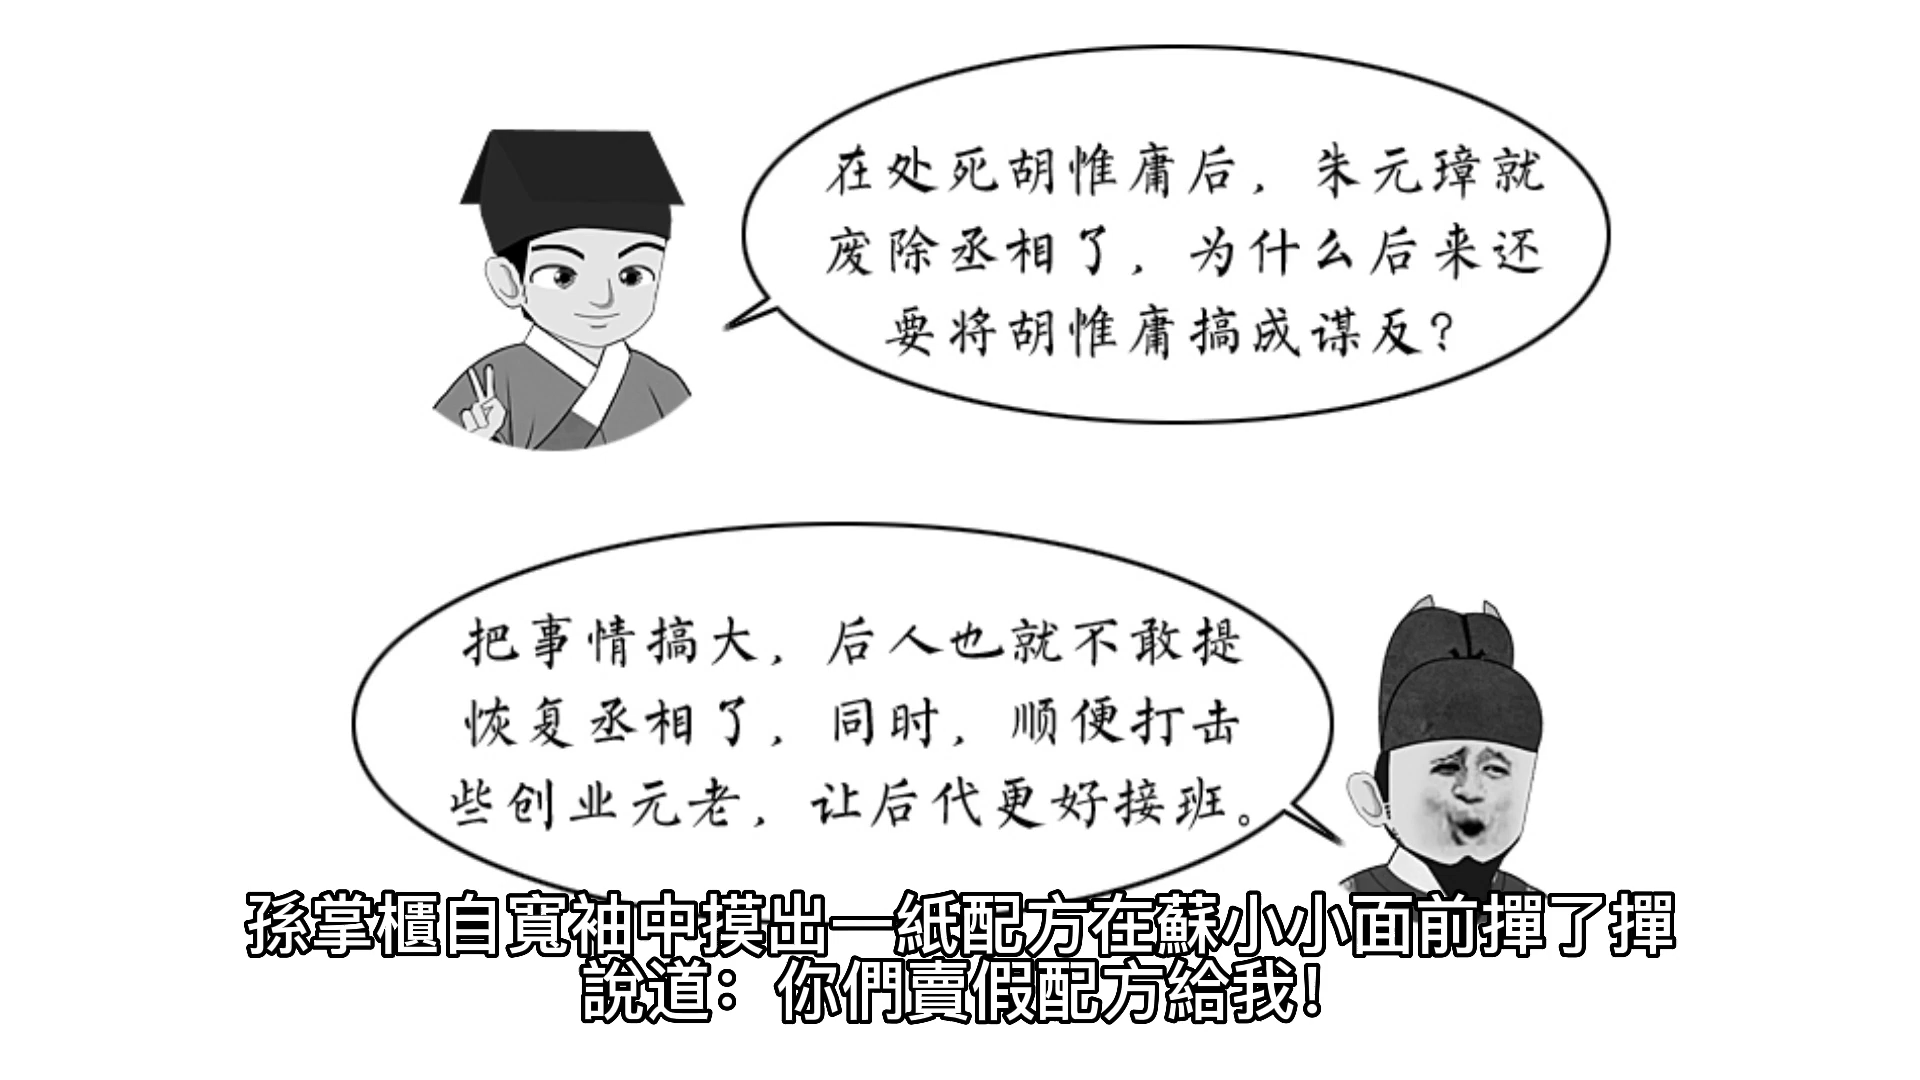 在处死胡惟庸后，朱元璋就
废除丞相了，为什么后来还
要将胡惟庸搞成谋反？
把事情搞大，后人也就不敢提
恢复丞相了，同时，顺便打击
些创业元老，让后代更好接班。
孫掌櫃自寬袖中摸出一紙配方在蘇小小面前撣了撣
說道：你們賣假配方給我！